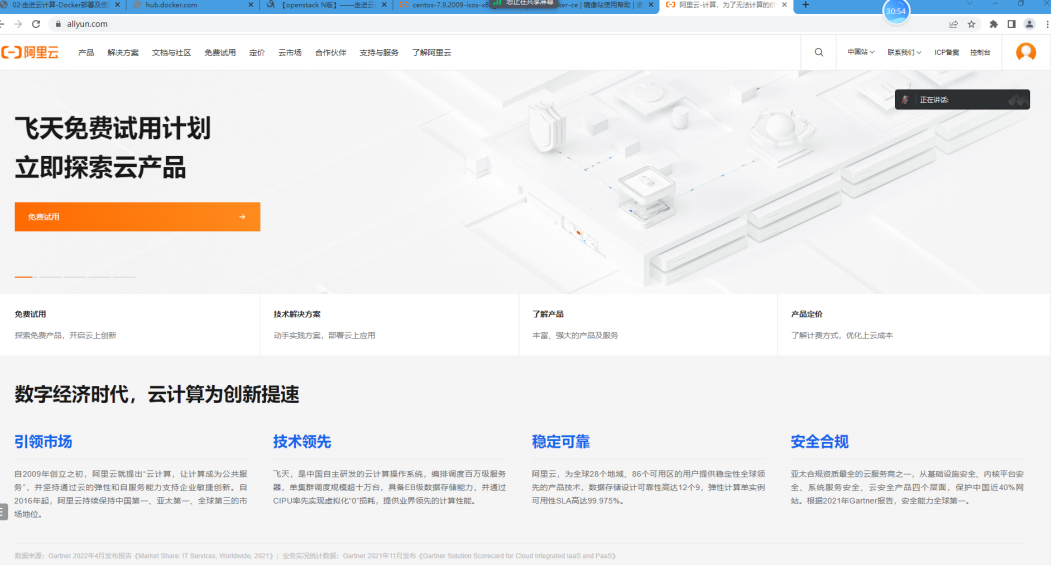 02-走进云计算-Docker部署及你
hub.docker.com
【openstack N板】——走进云
centos-7.9.2009-isos-x8
您正在共享屏幕
ker-ce | 镜像站使用帮助 | 
阿里云-计算，为了无法计算的价
30:54
aliyun.com
阿里云 产品 解决方案 文档与社区 免费试用 定价 云市场 合作伙伴 支持与服务 了解阿里云 中国站 联系我们 ICP备案 控制台
正在讲话:
飞天免费试用计划
立即探索云产品
免费试用
免费试用 技术解决方案 了解产品 产品定价
探索免费产品，开启云上创新 动手实践方案，部署云上应用 丰富、强大的产品及服务 了解计费方式，优化上云成本
数字经济时代，云计算为创新提速
引领市场
自2009年创立之初，阿里云就提出“云计算，让计算成为公共服
务”，并坚持通过云的弹性和自服务能力支持企业敏捷创新。自
2016年起，阿里云持续保持中国第一、亚太第一、全球第三的市
场地位。
技术领先
飞天，是中国自主研发的云计算操作系统，编排调度百万级服务
器，单集群调度规模超十万台，具备EB级数据存储能力，并通过
CIPU率先实现虚拟化“0”损耗，提供业界领先的计算性能。
稳定可靠
阿里云，为全球28个地域、86个可用区的用户提供稳定性全球领
先的产品技术，数据存储设计可靠性高达12个9，弹性计算单实例
可用性SLA高达99.975%。
安全合规
亚太合规资质最全的云服务商之一，从基础设施安全、内核平台安
全、系统服务安全、云安全产品四个层面，保护中国近40%网
站。根据2021年Gartner报告，安全能力全球第一。
数据来源：Gartner 2022年4月发布报告《Market Share: IT Services, Worldwide, 2021》；业务实况统计数据：Gartner 2021年11月发布《Gartner Solution Scorecard for Cloud Integrated IaaS and PaaS》